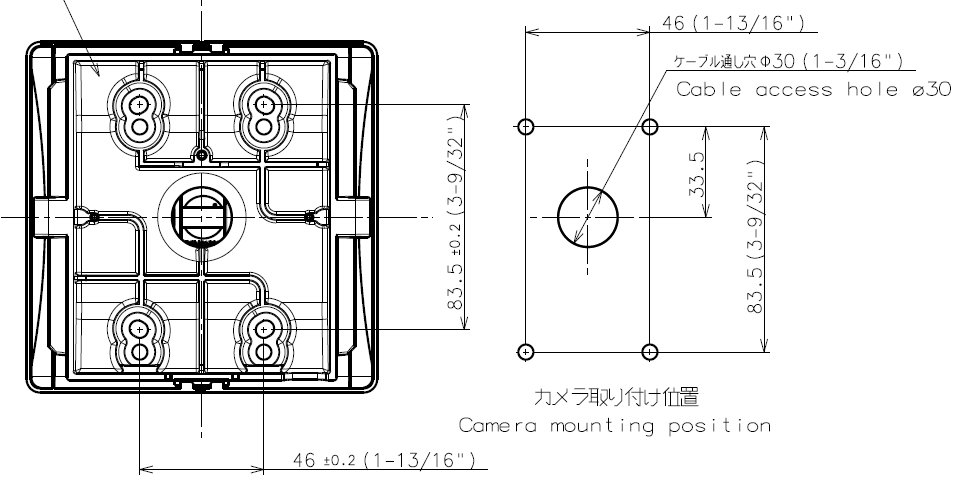 46 (1-13/16")
ケーブル通し穴 Φ30 (1-3/16")
Cable access hole ø30
83.5 ±0.2 (3-9/32")
33.5
83.5 (3-9/32")
カメラ取り付け位置
Camera mounting position
46 ±0.2 (1-13/16")